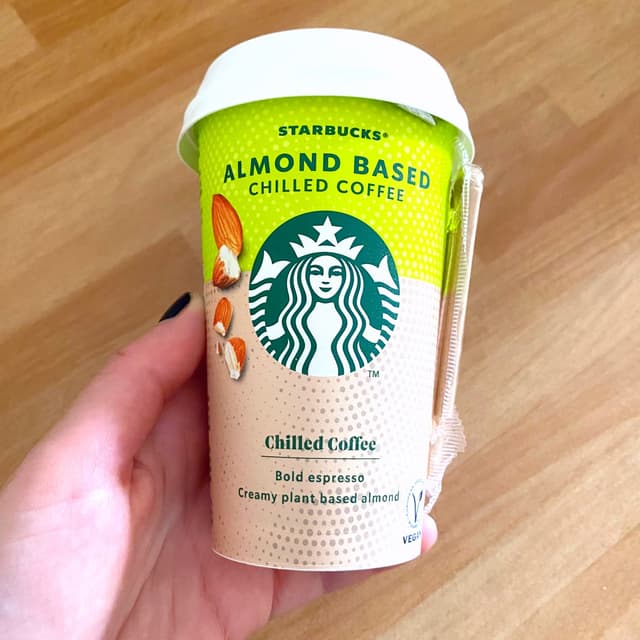 STARBUCKS®
ALMOND BASED
CHILLED COFFEE
TM
Chilled Coffee
Bold espresso
Creamy plant based almond
V
VEGAN